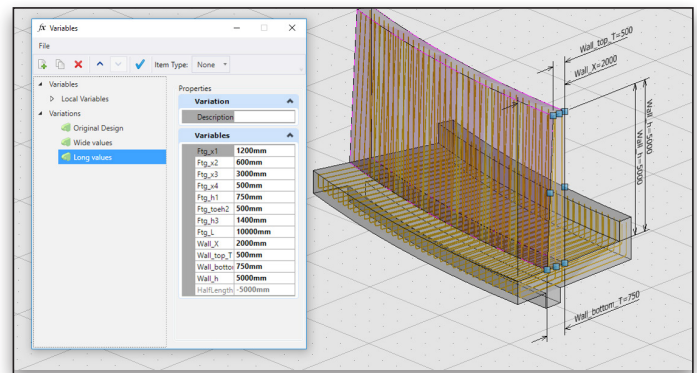 fx Variables
File
Item Type: None
Variables
Local Variables
Variations
Original Design
Wide values
Long values
Properties
Variation
Description
Variables
Ftg_x1 1200mm
Ftg_x2 600mm
Ftg_x3 3000mm
Ftg_x4 500mm
Ftg_h1 750mm
Ftg_toeh2 500mm
Ftg_h3 1400mm
Ftg_L 10000mm
Wall_X 2000mm
Wall_top_T 500mm
Wall_bottor 750mm
Wall_h 5000mm
HalfLength -5000mm
Wall_top_T=500
Wall_X=2000
Wall_h=5000
Wall_h=5000
Wall_bottom_T=750